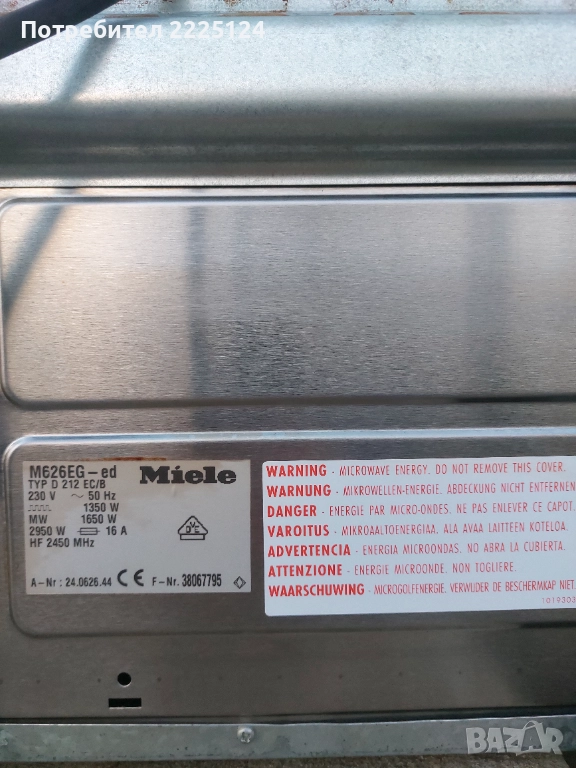 Потребител 2225124
M626EG-ed Miele
TYP D 212 EC/B
230 V ~ 50 Hz
1350 W
MW 1650 W
2950 W 16 A
HF 2450 MHz
A-Nr: 24.0626.44 CE F-Nr. 38067795
WARNING - MICROWAVE ENERGY. DO NOT REMOVE THIS COVER.
WARNUNG - MIKROWELLEN-ENERGIE. ABDECKUNG NICHT ENTFERNEN
DANGER - ENERGIE PAR MICRO-ONDES. NE PAS ENLEVER CE CAPOT.
VAROITUS - MIKROAALTOENERGIAA. ALA AVAA LAITTEEN KOTELOA.
ADVERTENCIA - ENERGIA MICROONDAS. NO ABRA LA CUBIERTA.
ATTENZIONE - ENERGIE MICROONDE. NON TOGLIERE.
WAARSCHUWING - MICROGOLFENERGIE. VERWIJDER DE BESCHERMKAP NIET.
1019303
BAZAR